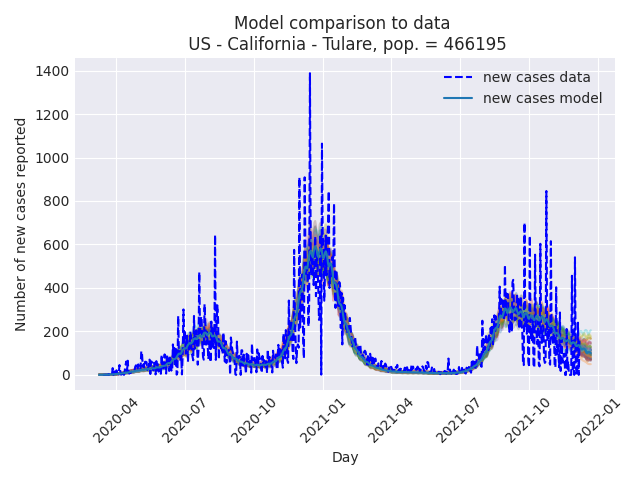 Model comparison to data
US - California - Tulare, pop. = 466195
new cases data
new cases model
Number of new cases reported
1400
1200
1000
800
600
400
200
0
2020-04
2020-07
2020-10
2021-01
2021-04
2021-07
2021-10
2022-01
Day